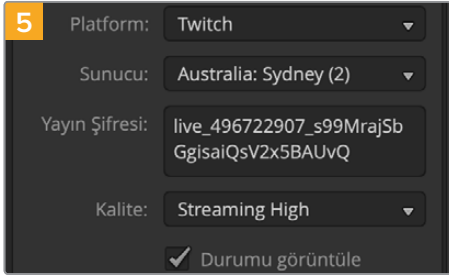 5
Platform: Twitch
Sunucu: Australia: Sydney (2)
Yayın Şifresi: live_496722907_s99MrajSb
GgisaiQsV2x5BAUvQ
Kalite: Streaming High
Durumu görüntüle